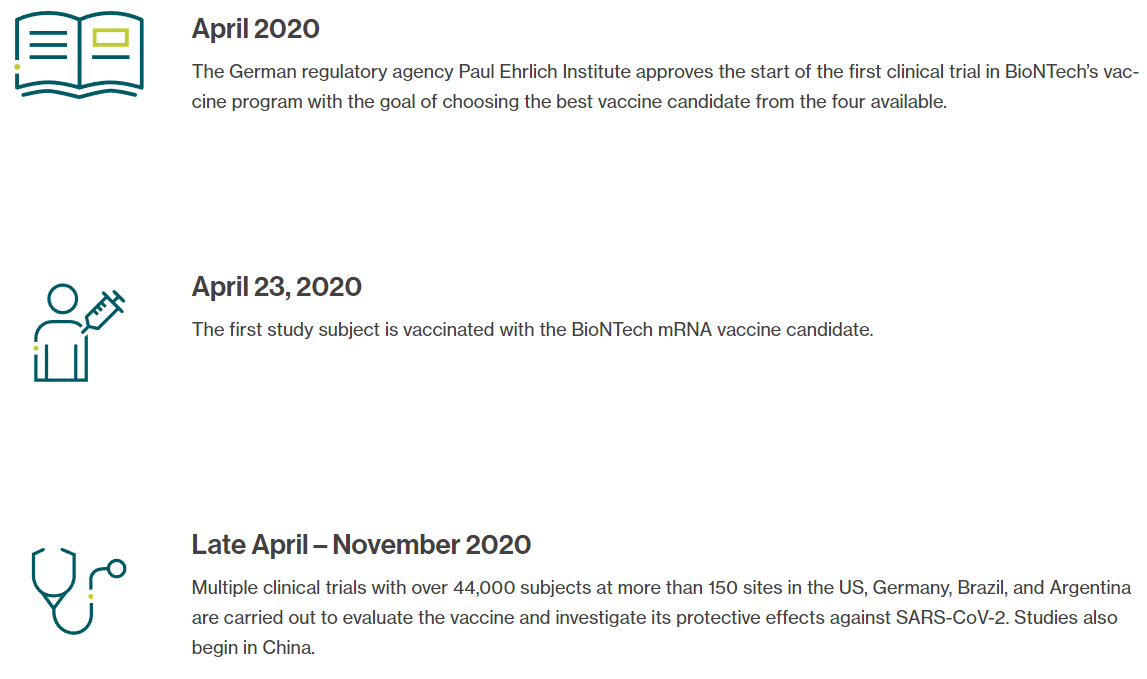 April 2020
The German regulatory agency Paul Ehrlich Institute approves the start of the first clinical trial in BioNTech’s vac-
cine program with the goal of choosing the best vaccine candidate from the four available.
April 23, 2020
The first study subject is vaccinated with the BioNTech mRNA vaccine candidate.
Late April – November 2020
Multiple clinical trials with over 44,000 subjects at more than 150 sites in the US, Germany, Brazil, and Argentina
are carried out to evaluate the vaccine and investigate its protective effects against SARS-CoV-2. Studies also
begin in China.